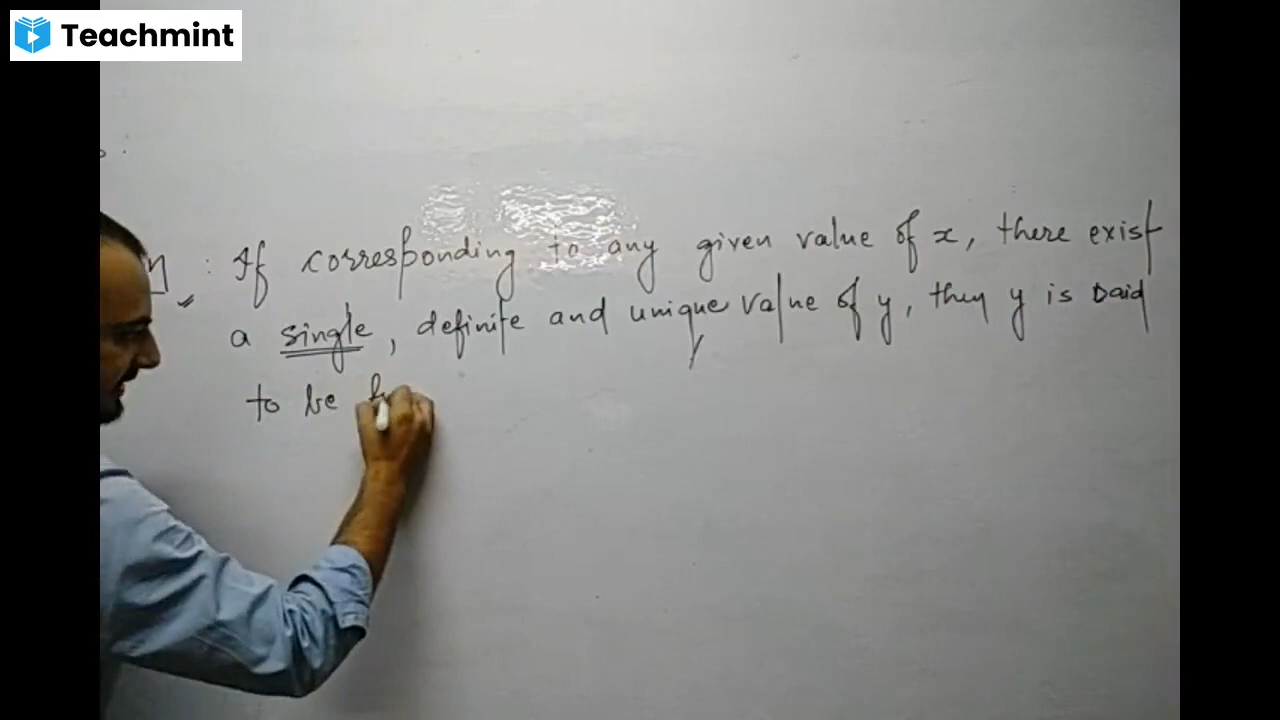 Teachmint
: If corresponding to any given value of x, there exist
a single, definite and unique value of y, then y is said
to be